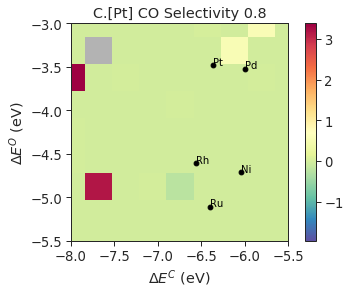 C.[Pt] CO Selectivity 0.8
−3.0
−3.5
−4.0
−4.5
−5.0
−5.5
ΔE^O (eV)
Pt
Pd
Rh
Ni
Ru
−8.0 −7.5 −7.0 −6.5 −6.0 −5.5
ΔE^C (eV)
3
2
1
0
−1